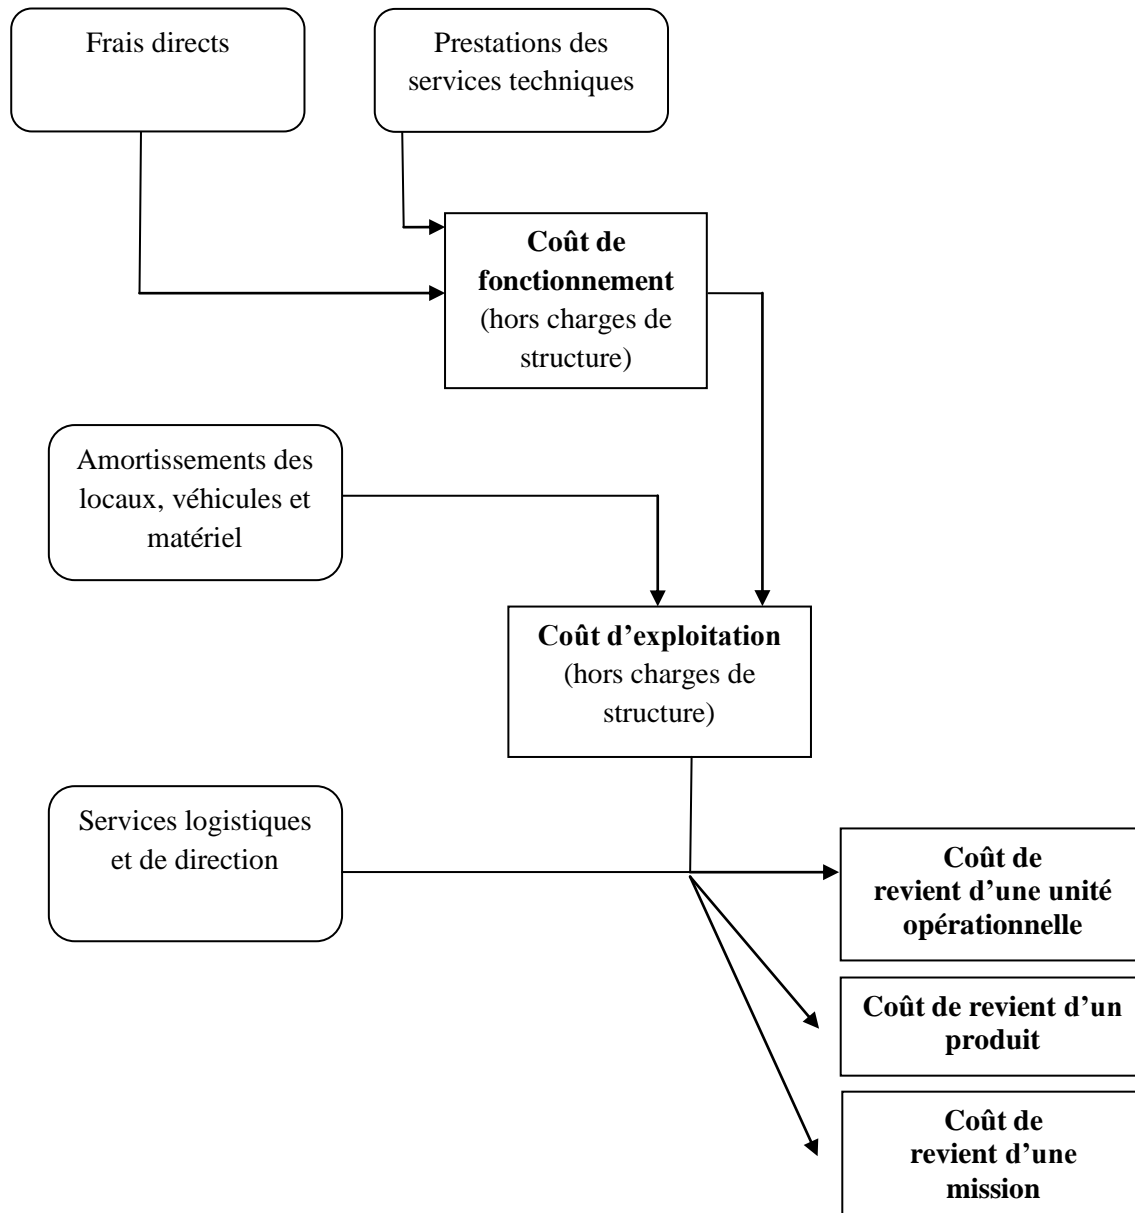 Frais directs
Prestations des
services techniques
Coût de
fonctionnement
(hors charges de
structure)
Amortissements des
locaux, véhicules et
matériel
Coût d’exploitation
(hors charges de
structure)
Services logistiques
et de direction
Coût de
revient d’une unité
opérationnelle
Coût de revient d’un
produit
Coût de
revient d’une
mission